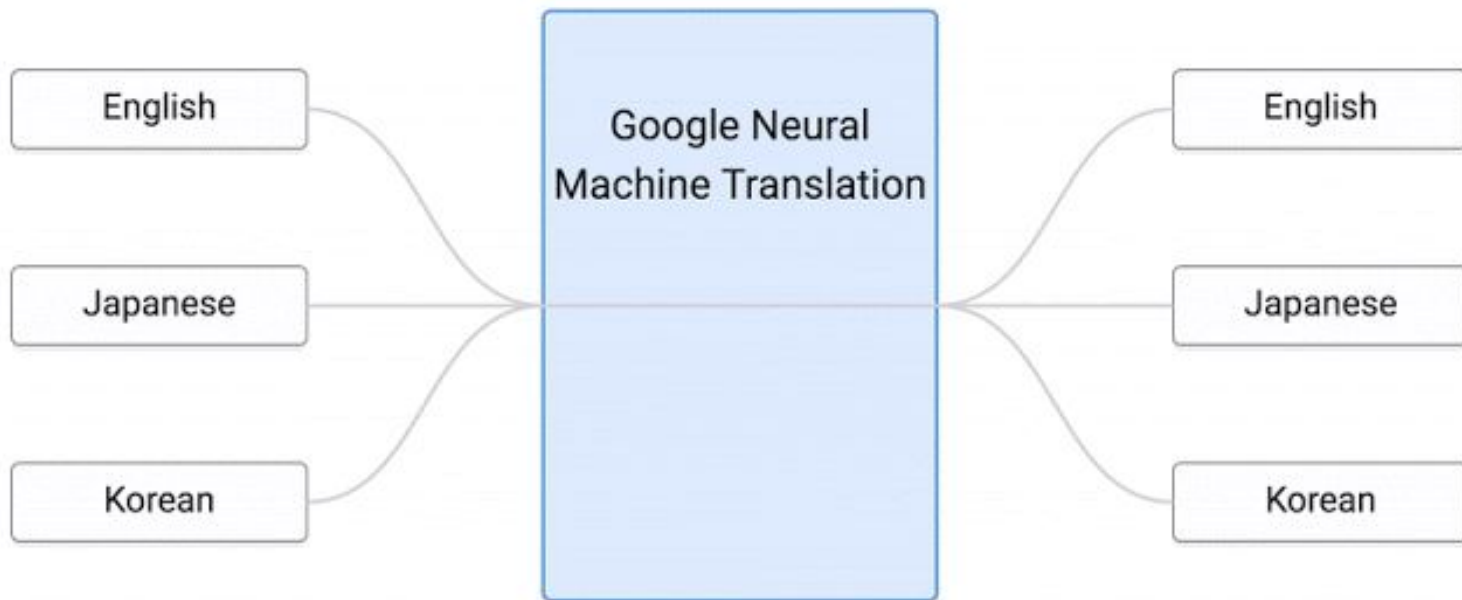 English
Japanese
Korean
Google Neural
Machine Translation
English
Japanese
Korean